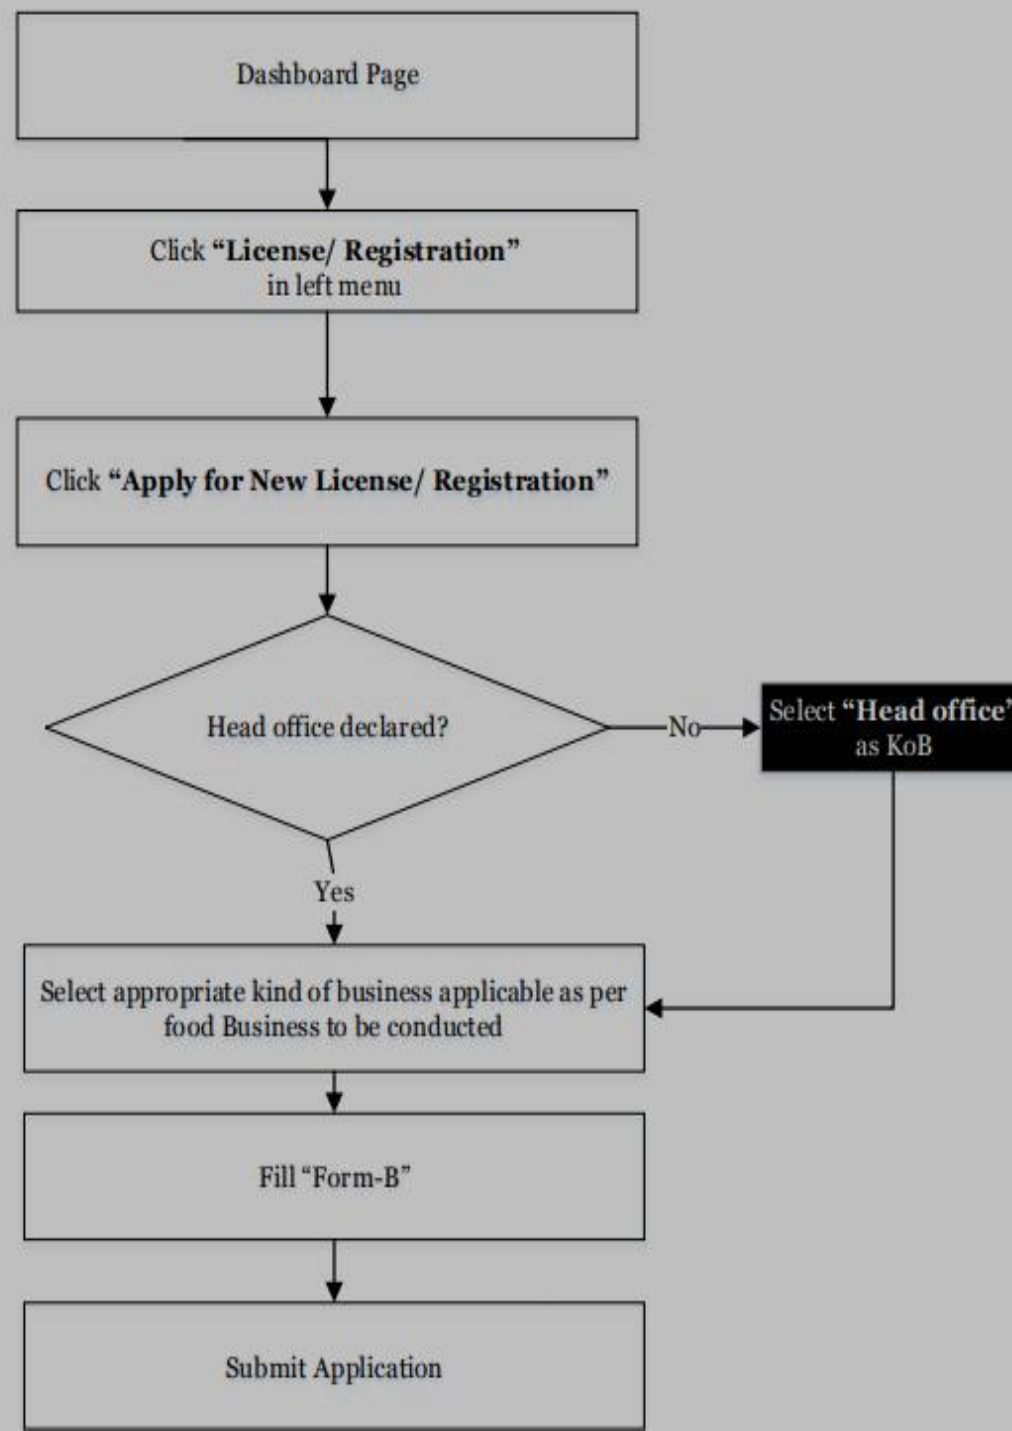 Dashboard Page
Click “License/ Registration”
in left menu
Click “Apply for New License/ Registration”
Head office declared?
No
Select “Head office”
as KoB
Yes
Select appropriate kind of business applicable as per
food Business to be conducted
Fill “Form-B”
Submit Application